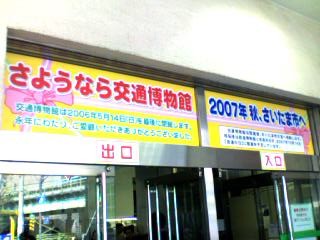 さようなら交通博物館
交通博物館は2006年5月14日(日)を最後に閉館します。
永年にわたり、ご愛顧いただきありがとうございました。
2007年 秋、さいたま市へ
出口
入口